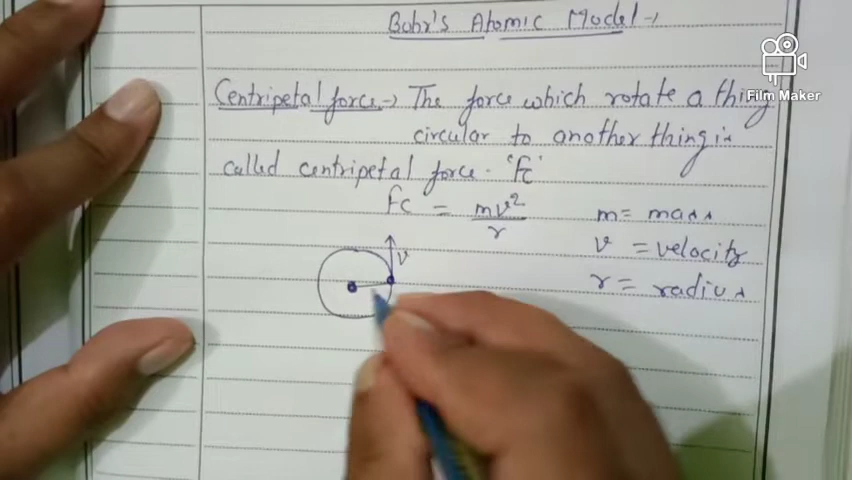 Bohr's Atomic Model -
Film Maker
Centripetal force -> The force which rotate a thing
circular to another thing is
called centripetal force. 'Fc'
Fc = mv²/r
m = mass
v = velocity
r = radius
v